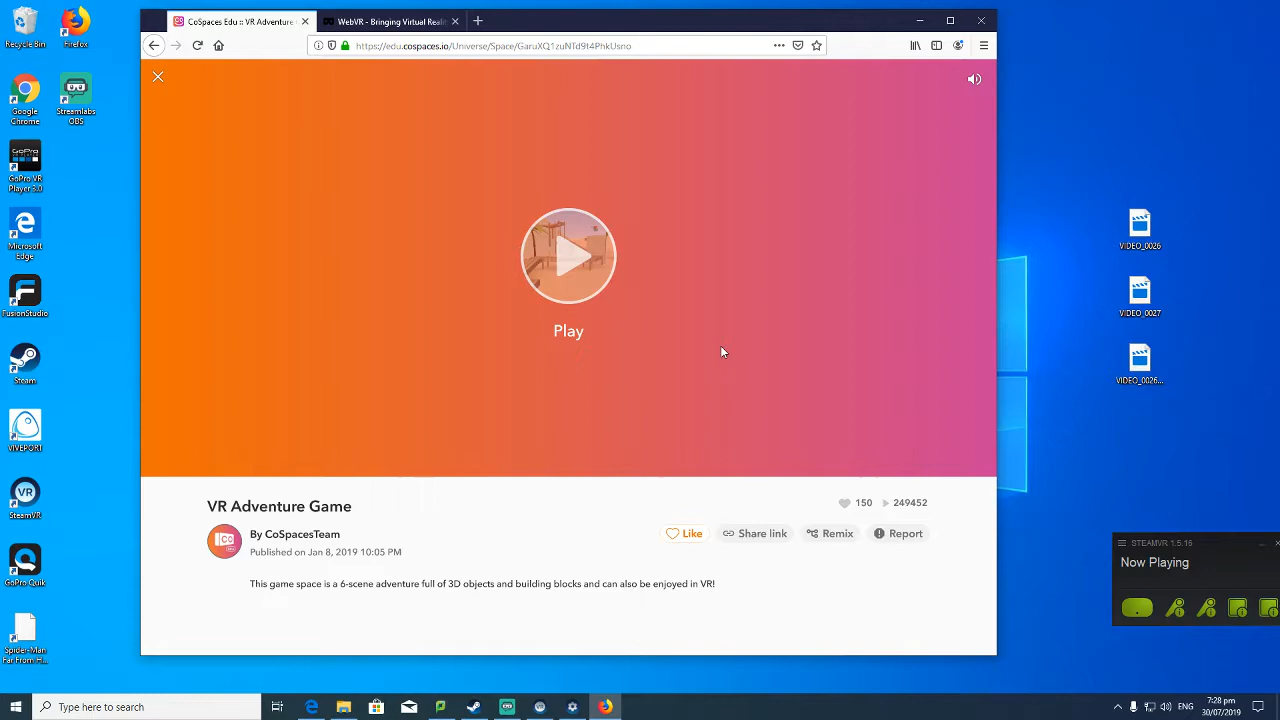 Recycle Bin
Firefox
Google Chrome
Streamlabs OBS
GoPro VR Player 3.0
Microsoft Edge
FusionStudio
Steam
VIVEPORT
SteamVR
GoPro Quik
Spider-Man Far From H...
CoSpaces Edu :: VR Adventure
WebVR - Bringing Virtual Reali
https://edu.cospaces.io/Universe/Space/GaruXQ1zuNTd9t4PhkUsno
Play
VR Adventure Game
150 249452
By CoSpacesTeam
Published on Jan 8, 2019 10:05 PM
Like Share link Remix Report
This game space is a 6-scene adventure full of 3D objects and building blocks and can also be enjoyed in VR!
VIDEO_0026
VIDEO_0027
VIDEO_0026...
STEAMVR 1.5.16
Now Playing
Type here to search
ENG
7:28 pm
30/07/2019